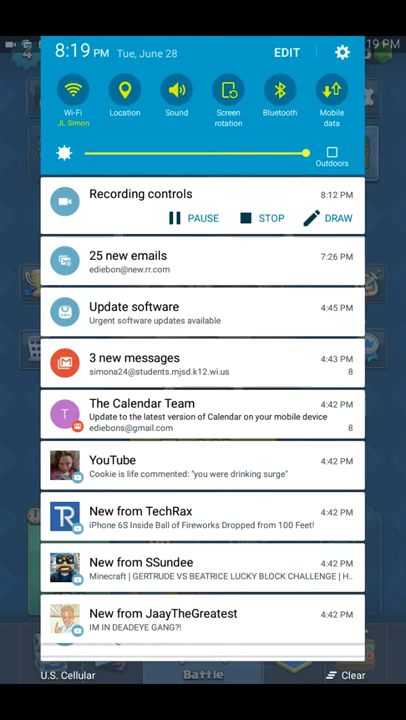 8:19 PM Tue, June 28 EDIT
19 PM
Wi-Fi
JL Simon
Location
Sound
Screen
rotation
Bluetooth
Mobile
data
Outdoors
Recording controls 8:12 PM
PAUSE STOP DRAW
25 new emails 7:26 PM
ediebon@new.rr.com
Update software 4:45 PM
Urgent software updates available
3 new messages 4:43 PM
simona24@students.mjsd.k12.wi.us 8
T
The Calendar Team 4:42 PM
Update to the latest version of Calendar on your mobile device
ediebons@gmail.com 8
YouTube 4:42 PM
Cookie is life commented: "you were drinking surge"
New from TechRax 4:42 PM
iPhone 6S Inside Ball of Fireworks Dropped from 100 Feet!
New from SSundee 4:42 PM
Minecraft | GERTRUDE VS BEATRICE LUCKY BLOCK CHALLENGE | H..
New from JaayTheGreatest 4:42 PM
IM IN DEADEYE GANG?!
U.S. Cellular Battle Clear